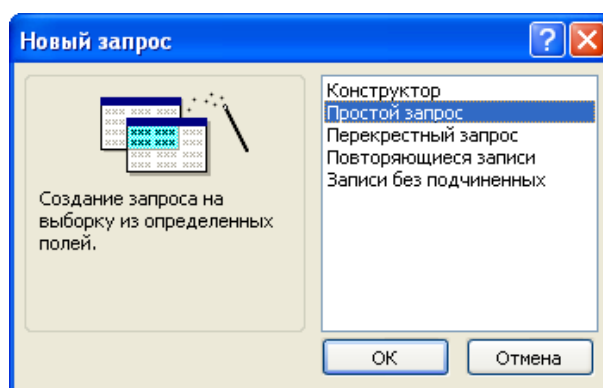 Новый запрос
Создание запроса на
выборку из определенных
полей.
Конструктор
Простой запрос
Перекрестный запрос
Повторяющиеся записи
Записи без подчиненных
ОК
Отмена